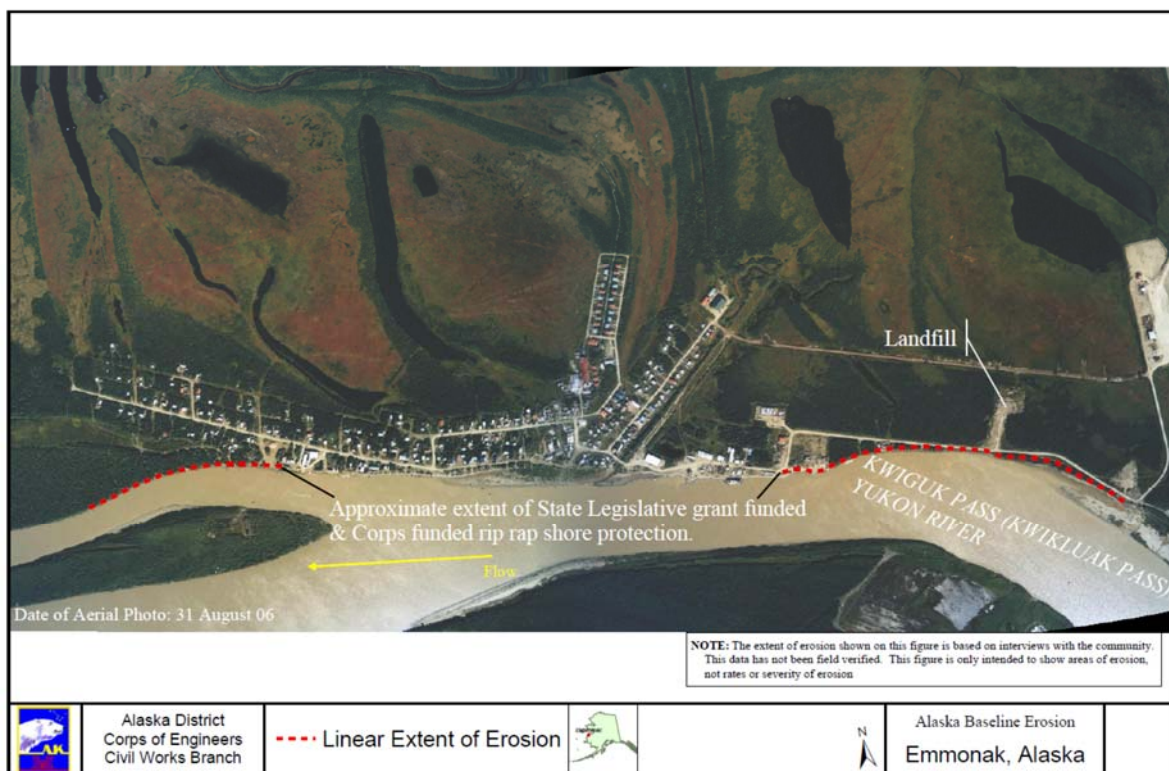 Landfill
KWIGUK PASS (KWIKLUAK PASS)
YUKON RIVER
Approximate extent of State Legislative grant funded
& Corps funded rip rap shore protection.
Flow
Date of Aerial Photo: 31 August 06
NOTE: The extent of erosion shown on this figure is based on interviews with the community.
This data has not been field verified. This figure is only intended to show areas of erosion,
not rates or severity of erosion
AK
Alaska District
Corps of Engineers
Civil Works Branch
Linear Extent of Erosion
N
Alaska Baseline Erosion
Emmonak, Alaska